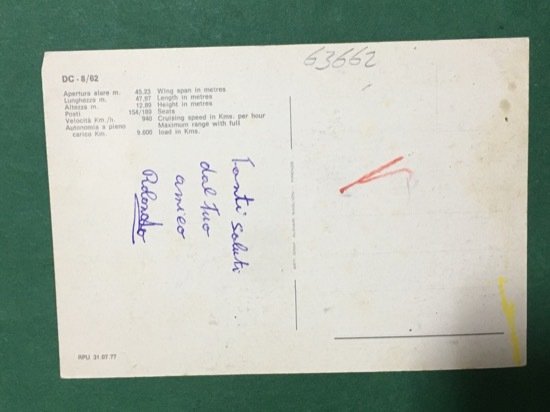 63662
DC - 8/62
Apertura alare m. 45,23 Wing span in metres
Lunghezza m. 47,97 Length in metres
Altezza m. 12,89 Height in metres
Posti 154/189 Seats
Velocità Km./h 940 Cruising speed in Kms. per hour
Autonomia a pieno Maximum range with full
carico Km. 9.600 load in Kms.
Tanti saluti
dal Tuo
amico
RPU 31.07.77